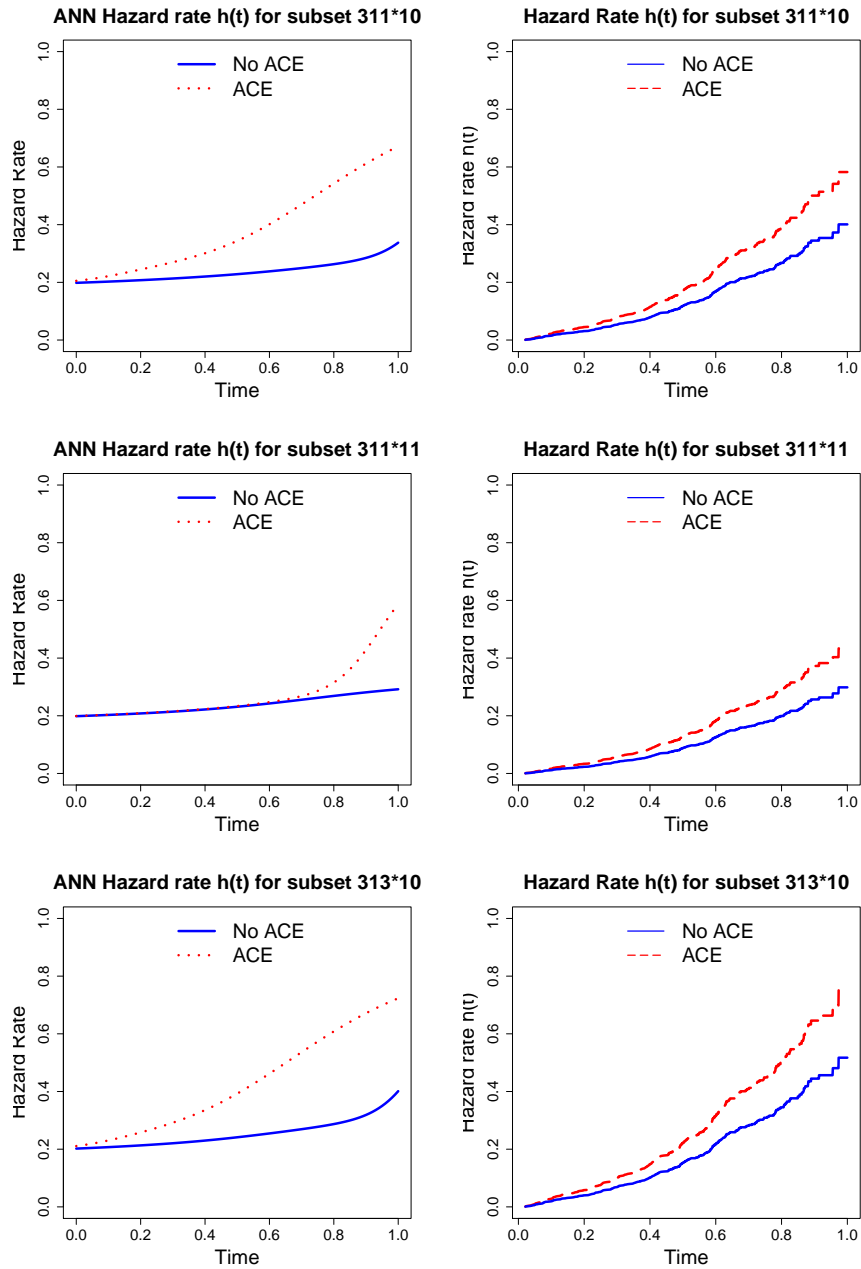 ANN Hazard rate h(t) for subset 311*10
Hazard Rate
1.0
0.8
0.6
0.4
0.2
0.0
No ACE
ACE
0.0 0.2 0.4 0.6 0.8 1.0
Time
Hazard Rate h(t) for subset 311*10
Hazard rate h(t)
1.0
0.8
0.6
0.4
0.2
0.0
No ACE
ACE
0.0 0.2 0.4 0.6 0.8 1.0
Time
ANN Hazard rate h(t) for subset 311*11
Hazard Rate
1.0
0.8
0.6
0.4
0.2
0.0
No ACE
ACE
0.0 0.2 0.4 0.6 0.8 1.0
Time
Hazard Rate h(t) for subset 311*11
Hazard rate h(t)
1.0
0.8
0.6
0.4
0.2
0.0
No ACE
ACE
0.0 0.2 0.4 0.6 0.8 1.0
Time
ANN Hazard rate h(t) for subset 313*10
Hazard Rate
1.0
0.8
0.6
0.4
0.2
0.0
No ACE
ACE
0.0 0.2 0.4 0.6 0.8 1.0
Time
Hazard Rate h(t) for subset 313*10
Hazard rate h(t)
1.0
0.8
0.6
0.4
0.2
0.0
No ACE
ACE
0.0 0.2 0.4 0.6 0.8 1.0
Time